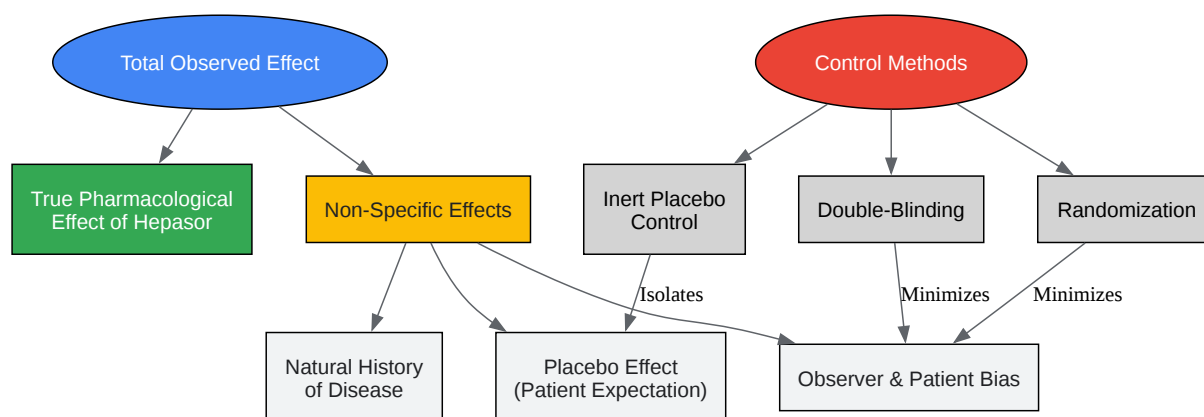 Total Observed Effect
Control Methods
True Pharmacological
Effect of Hepasor
Non-Specific Effects
Inert Placebo
Control
Double-Blinding
Randomization
Isolates
Minimizes
Minimizes
Natural History
of Disease
Placebo Effect
(Patient Expectation)
Observer & Patient Bias